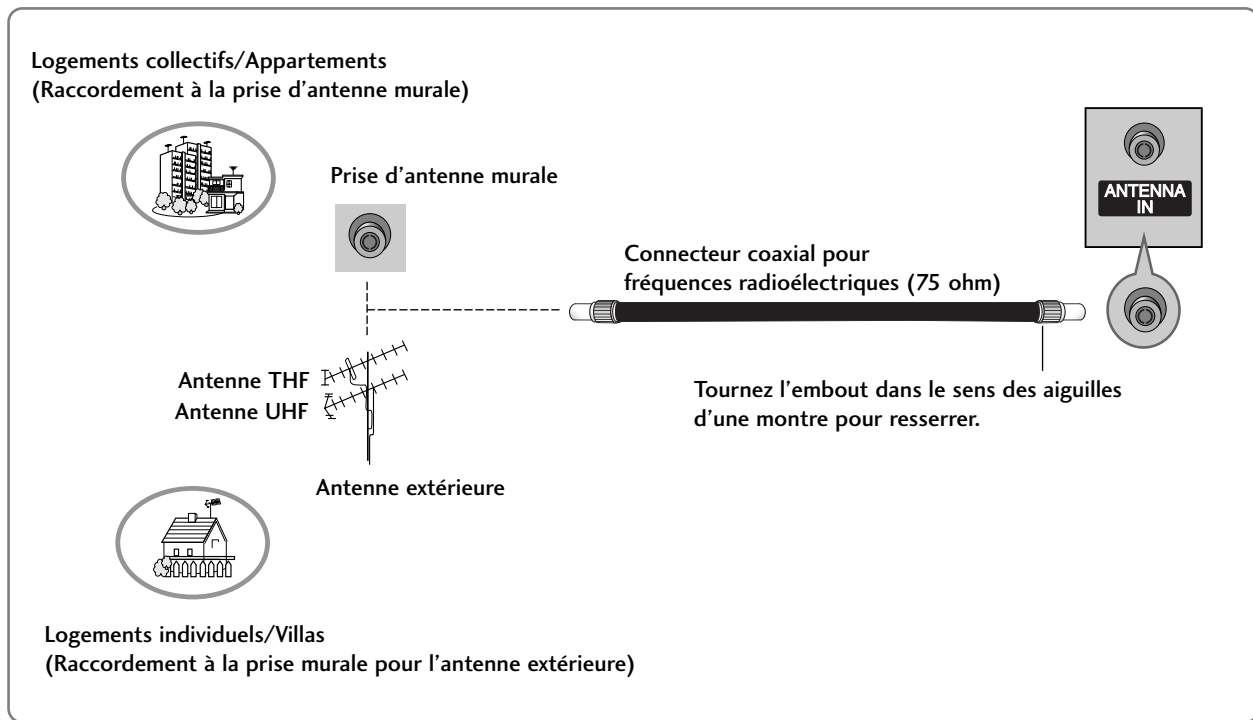 Logements collectifs/Appartements
(Raccordement à la prise d'antenne murale)
Prise d'antenne murale
ANTENNA
IN
Connecteur coaxial pour
fréquences radioélectriques (75 ohm)
Tournez l'embout dans le sens des aiguilles
d'une montre pour resserrer.
Antenne THF
Antenne UHF
Antenne extérieure
Logements individuels/Villas
(Raccordement à la prise murale pour l'antenne extérieure)